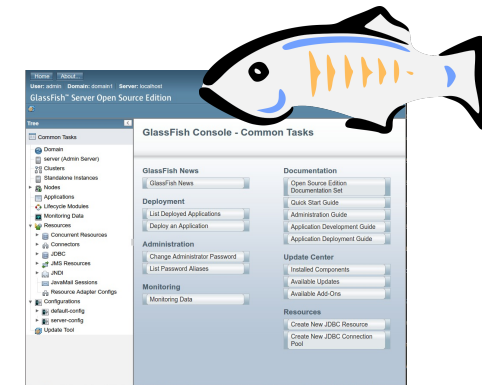 Home About...
User: admin Domain: domain1 Server: localhost
GlassFish™ Server Open Source Edition
Tree
Common Tasks
Domain
server (Admin Server)
Clusters
Standalone Instances
Nodes
Applications
Lifecycle Modules
Monitoring Data
Resources
Concurrent Resources
Connectors
JDBC
JMS Resources
JNDI
JavaMail Sessions
Resource Adapter Configs
Configurations
default-config
server-config
Update Tool
GlassFish Console - Common Tasks
GlassFish News
GlassFish News
Deployment
List Deployed Applications
Deploy an Application
Administration
Change Administrator Password
List Password Aliases
Monitoring
Monitoring Data
Documentation
Open Source Edition
Documentation Set
Quick Start Guide
Administration Guide
Application Development Guide
Application Deployment Guide
Update Center
Installed Components
Available Updates
Available Add-Ons
Resources
Create New JDBC Resource
Create New JDBC Connection
Pool